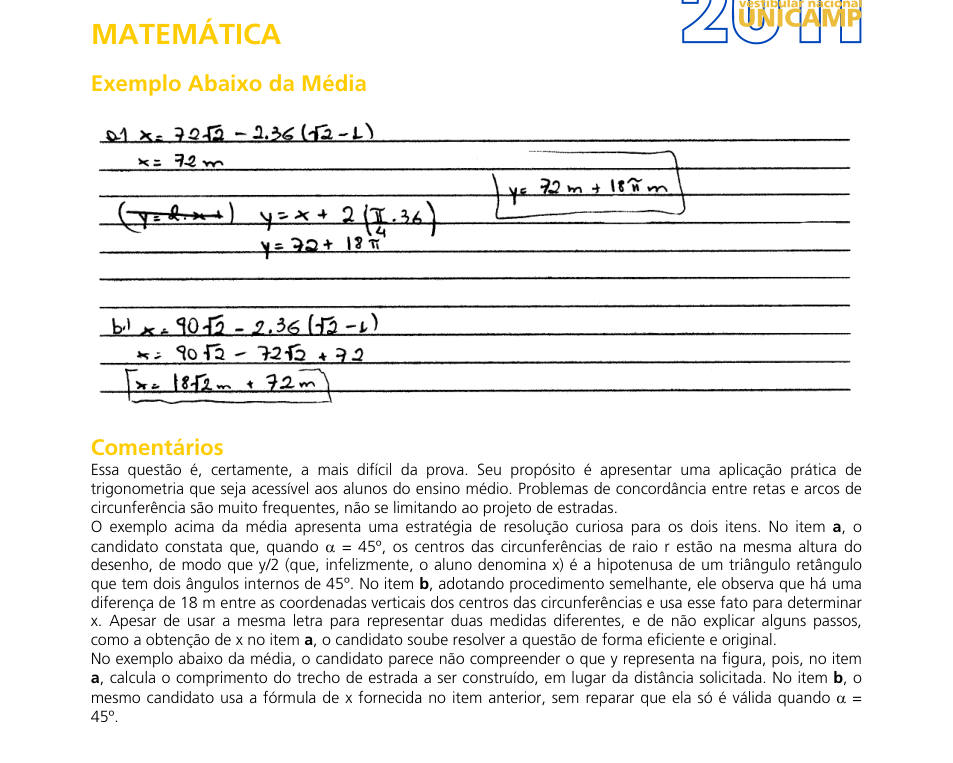 vestibular nacional
2011
UNICAMP
MATEMÁTICA
Exemplo Abaixo da Média
a) x = 72√2 - 2.36 (√2 - 1)
x = 72 m
y = 72 m + 18π m
(y = 2.x +) y = x + 2 (π/4 . 36)
y = 72 + 18π
b) x = 90√2 - 2.36 (√2 - 1)
x = 90√2 - 72√2 + 72
x = 18√2 m + 72 m
Comentários
Essa questão é, certamente, a mais difícil da prova. Seu propósito é apresentar uma aplicação prática de
trigonometria que seja acessível aos alunos do ensino médio. Problemas de concordância entre retas e arcos de
circunferência são muito frequentes, não se limitando ao projeto de estradas.
O exemplo acima da média apresenta uma estratégia de resolução curiosa para os dois itens. No item a, o
candidato constata que, quando α = 45º, os centros das circunferências de raio r estão na mesma altura do
desenho, de modo que y/2 (que, infelizmente, o aluno denomina x) é a hipotenusa de um triângulo retângulo
que tem dois ângulos internos de 45º. No item b, adotando procedimento semelhante, ele observa que há uma
diferença de 18 m entre as coordenadas verticais dos centros das circunferências e usa esse fato para determinar
x. Apesar de usar a mesma letra para representar duas medidas diferentes, e de não explicar alguns passos,
como a obtenção de x no item a, o candidato soube resolver a questão de forma eficiente e original.
No exemplo abaixo da média, o candidato parece não compreender o que y representa na figura, pois, no item
a, calcula o comprimento do trecho de estrada a ser construído, em lugar da distância solicitada. No item b, o
mesmo candidato usa a fórmula de x fornecida no item anterior, sem reparar que ela só é válida quando α =
45º.